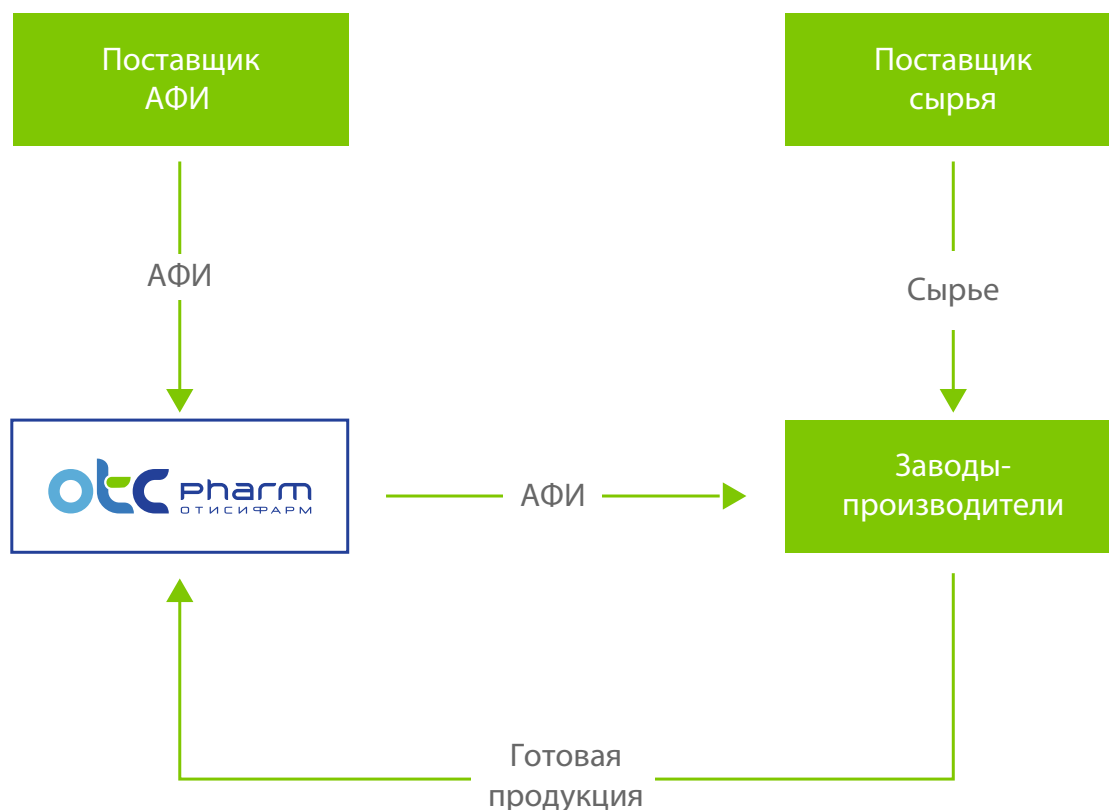 Поставщик
АФИ
Поставщик
сырья
АФИ
Сырье
otc pharm
ОТИСИФАРМ
АФИ
Заводы-
производители
Готовая
продукция